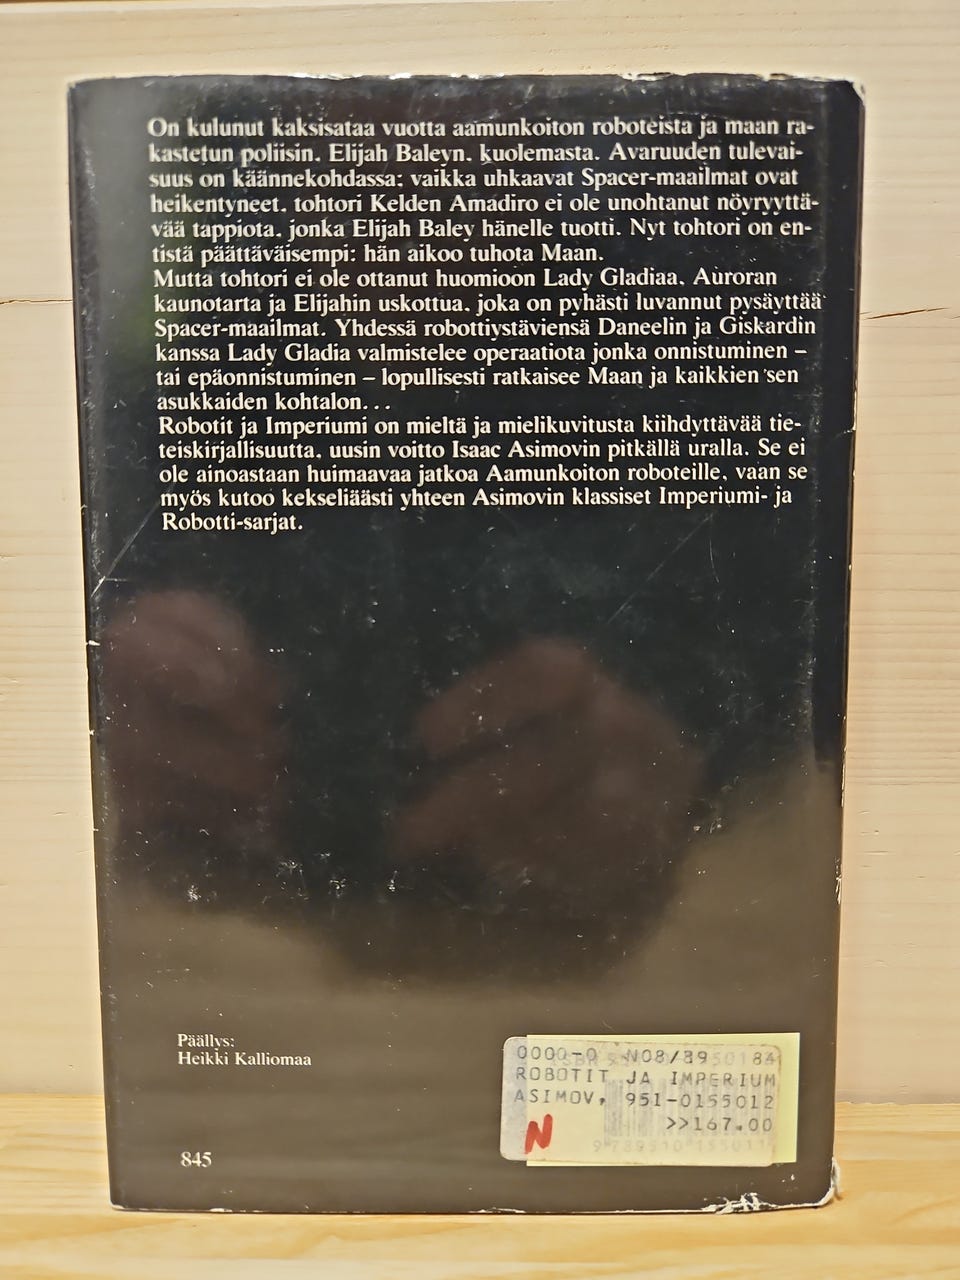 On kulunut kaksisataa vuotta aamunkoiton roboteista ja maan ra-
kastetun poliisin, Elijah Baleyn, kuolemasta. Avaruuden tulevai-
suus on käännekohdassa: vaikka uhkaavat Spacer-maailmat ovat
heikentyneet, tohtori Kelden Amadiro ei ole unohtanut nöyryyttä-
vää tappiota, jonka Elijah Baley hänelle tuotti. Nyt tohtori on en-
tistä päättäväisempi: hän aikoo tuhota Maan.
Mutta tohtori ei ole ottanut huomioon Lady Gladiaa, Auroran
kaunotarta ja Elijahin uskottua, joka on pyhästi luvannut pysäyttää
Spacer-maailmat. Yhdessä robottiystäviensä Daneelin ja Giskardin
kanssa Lady Gladia valmistelee operaatiota jonka onnistuminen –
tai epäonnistuminen – lopullisesti ratkaisee Maan ja kaikkien sen
asukkaiden kohtalon...
Robotit ja Imperiumi on mieltä ja mielikuvitusta kiihdyttävää tie-
teiskirjallisuutta, uusin voitto Isaac Asimovin pitkällä uralla. Se ei
ole ainoastaan huimaavaa jatkoa Aamunkoiton roboteille, vaan se
myös kutoo kekseliäästi yhteen Asimovin klassiset Imperiumi- ja
Robotti-sarjat.
Päällys:
Heikki Kalliomaa
0000-0 N08/89 84
ROBOTIT JA IMPERIUM
ASIMOV, 951-0155012
>>167.00
N
845